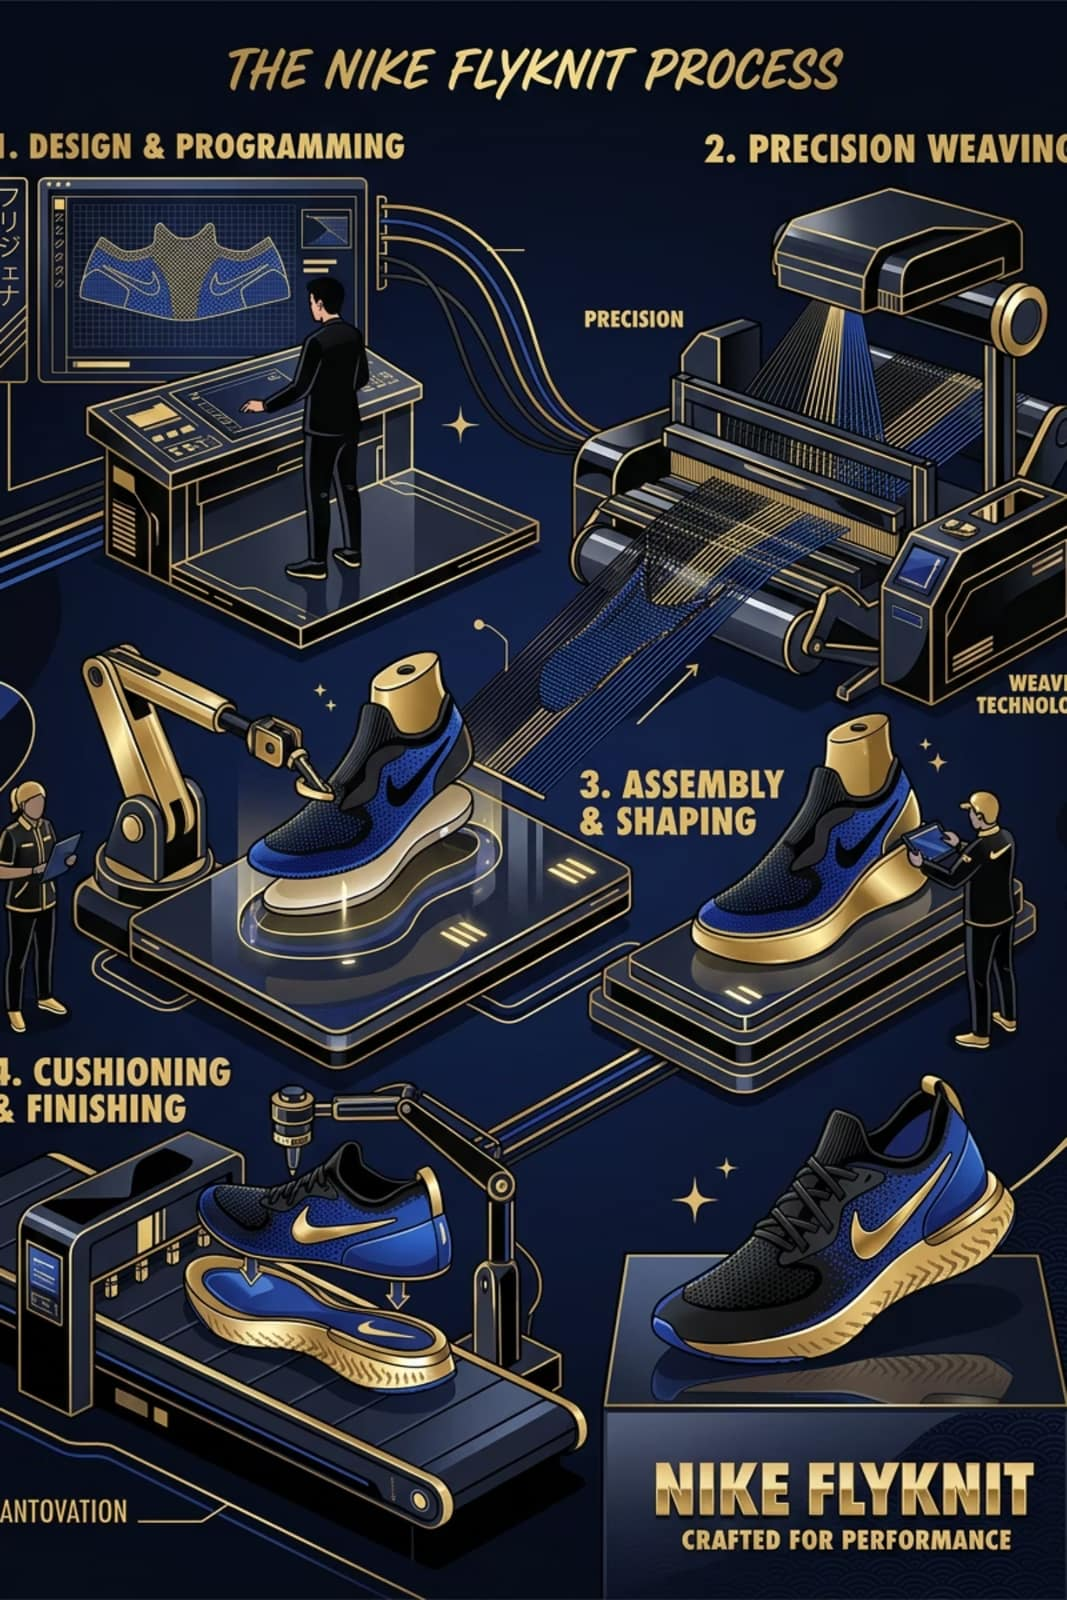 THE NIKE FLYKNIT PROCESS
1. DESIGN & PROGRAMMING
2. PRECISION WEAVING
フリジェナ
PRECISION
WEAVI
TECHNOLO
3. ASSEMBLY
& SHAPING
4. CUSHIONING
& FINISHING
ANTOVATION
NIKE FLYKNIT
CRAFTED FOR PERFORMANCE